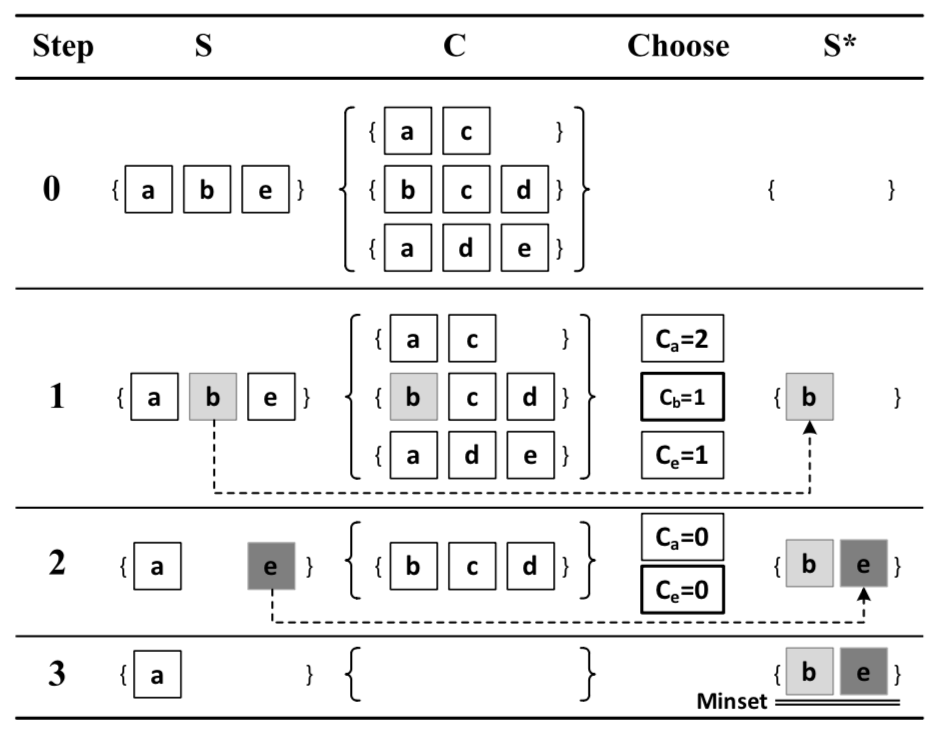 Step S C Choose S*
{ a c }
0 { a b e } { { b c d } } { }
{ a d e }
{ a c } Ca=2
1 { a b e } { { b c d } } Cb=1 { b }
{ a d e } Ce=1
Ca=0
2 { a e } { { b c d } } { b e }
Ce=0
3 { a } { } { b e }
Minset